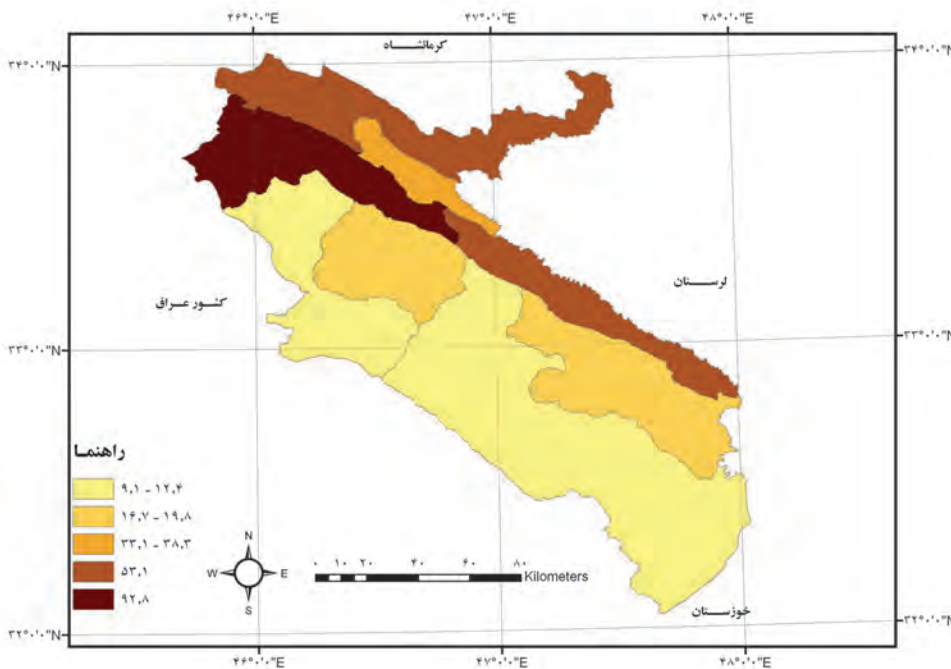 ۴۶°۰'۰"E ۴۷°۰'۰"E ۴۸°۰'۰"E
کرمانشاه
۳۴°۰'۰"N ۳۴°۰'۰"N
لرستان
کشور عراق
۳۳°۰'۰"N ۳۳°۰'۰"N
راهنما
۹,۱ - ۱۲,۴
۱۶,۷ - ۱۹,۸
۳۳,۱ - ۳۸,۳
۵۳,۱
۹۲,۸
N
W E
S
۰ ۱۰ ۲۰ ۴۰ ۶۰ ۸۰
Kilometers
خوزستان
۳۲°۰'۰"N ۳۲°۰'۰"N
۴۶°۰'۰"E ۴۷°۰'۰"E ۴۸°۰'۰"E